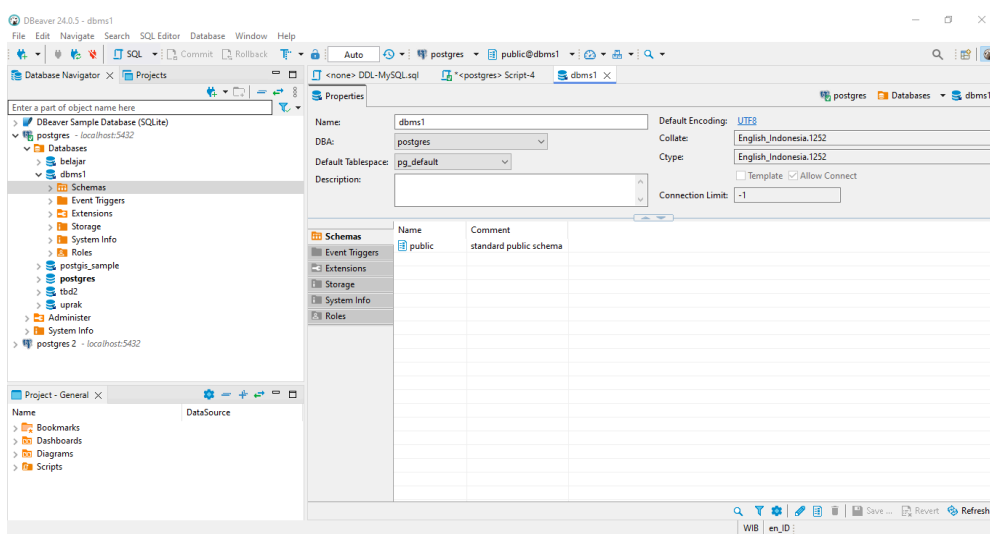 DBeaver 24.0.5 - dbms1
File Edit Navigate Search SQL Editor Database Window Help
SQL Commit Rollback Auto postgres public@dbms1
Database Navigator Projects
<none> DDL-MySQL.sql *<postgres> Script-4 dbms1
Enter a part of object name here
DBeaver Sample Database (SQLite)
postgres - localhost:5432
Databases
belajar
dbms1
Schemas
Event Triggers
Extensions
Storage
System Info
Roles
postgis_sample
postgres
tbd2
uprak
Administer
System Info
postgres 2 - localhost:5432
Project - General
Name DataSource
Bookmarks
Dashboards
Diagrams
Scripts
Properties postgres Databases dbms1
Name: dbms1
DBA: postgres
Default Tablespace: pg_default
Description:
Default Encoding: UTF8
Collate: English_Indonesia.1252
Ctype: English_Indonesia.1252
Template Allow Connect
Connection Limit: -1
Schemas
Event Triggers
Extensions
Storage
System Info
Roles
Name Comment
public standard public schema
Save ... Revert Refresh
WIB en_ID